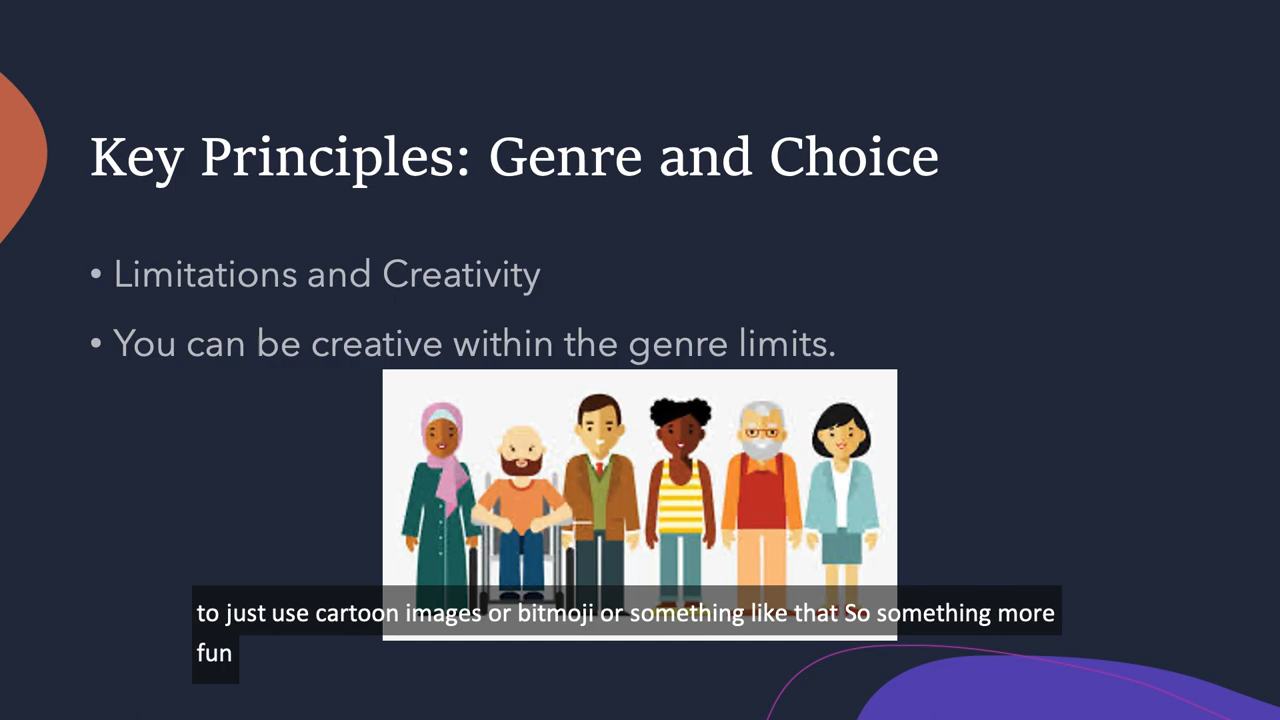 Key Principles: Genre and Choice
• Limitations and Creativity
• You can be creative within the genre limits.
to just use cartoon images or bitmoji or something like that So something more
fun